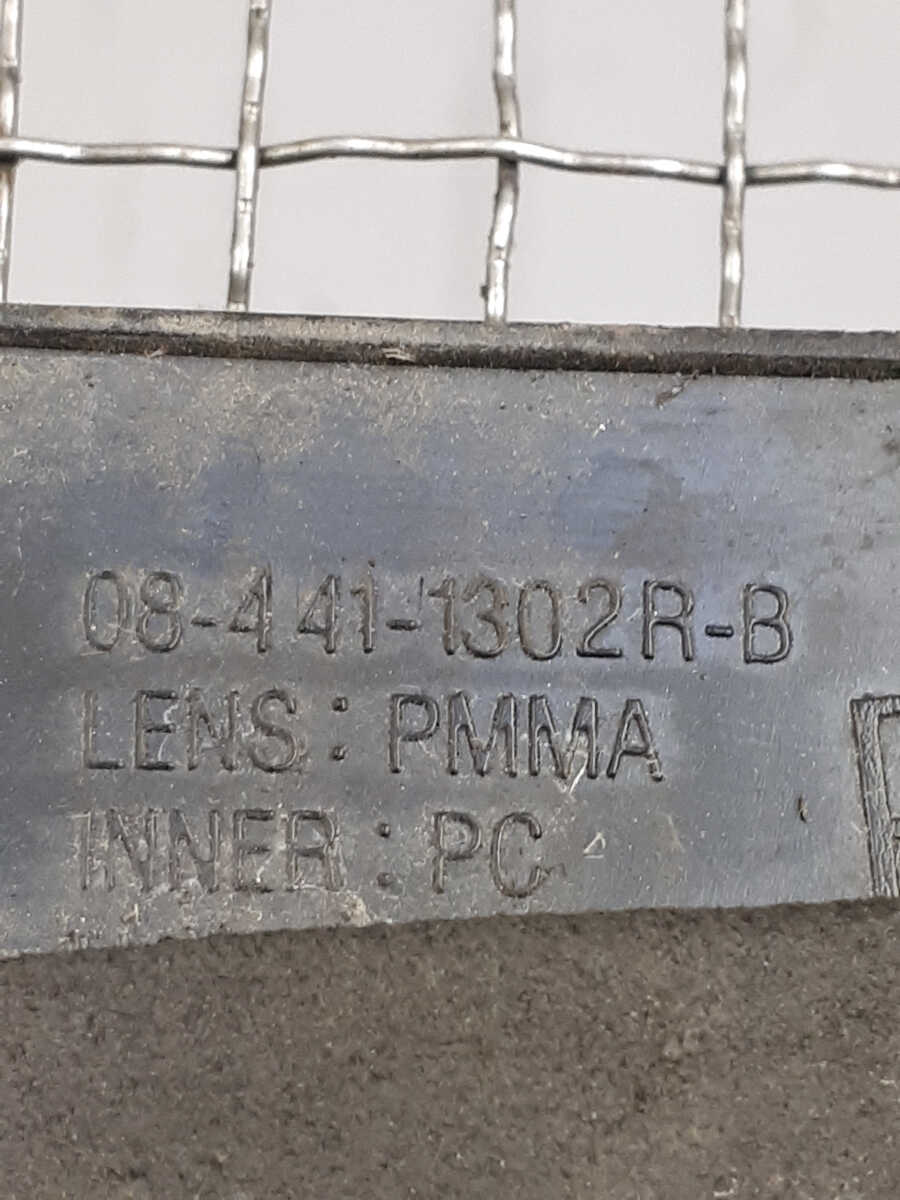 08-441-1302R-B
LENS: PMMA
INNER: PC